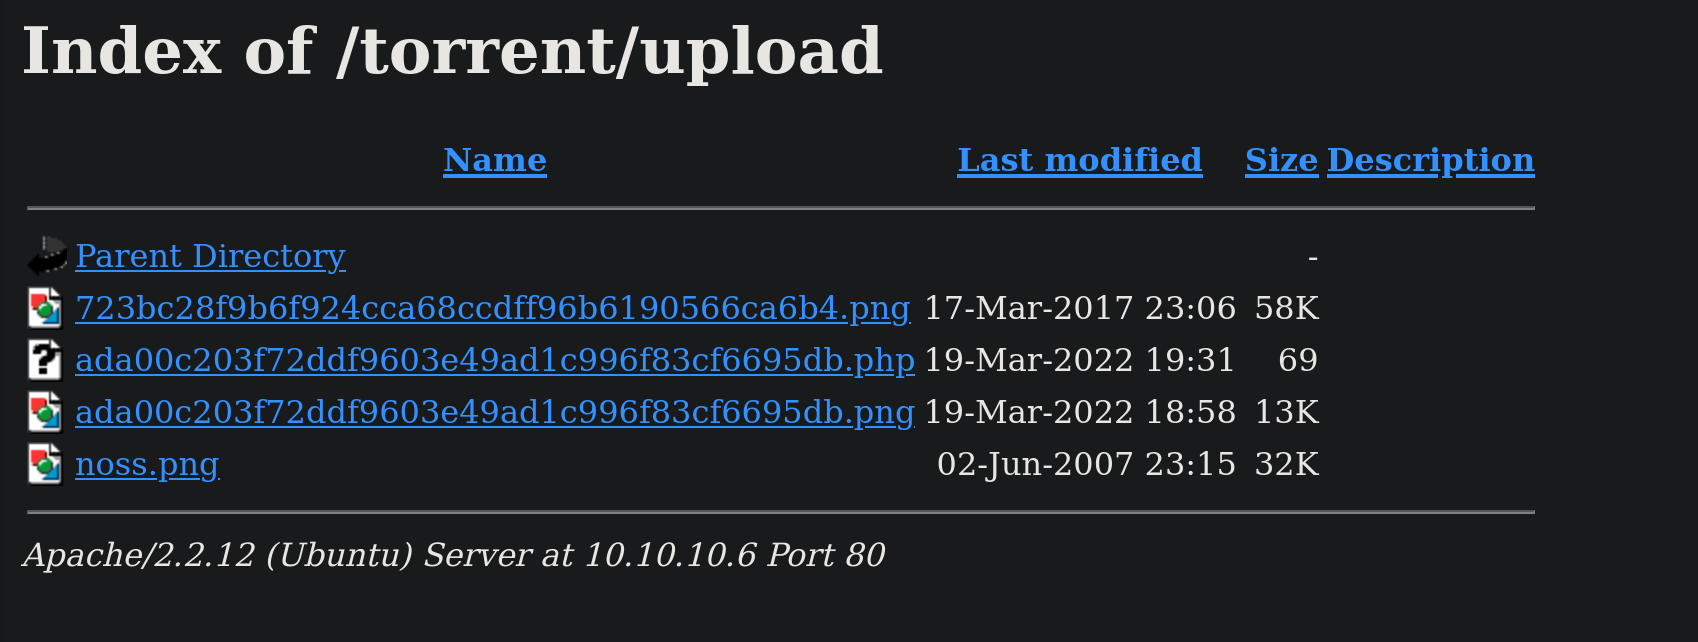 Index of /torrent/upload
Name Last modified Size Description
Parent Directory -
723bc28f9b6f924cca68ccdff96b6190566ca6b4.png 17-Mar-2017 23:06 58K
ada00c203f72ddf9603e49ad1c996f83cf6695db.php 19-Mar-2022 19:31 69
ada00c203f72ddf9603e49ad1c996f83cf6695db.png 19-Mar-2022 18:58 13K
noss.png 02-Jun-2007 23:15 32K
Apache/2.2.12 (Ubuntu) Server at 10.10.10.6 Port 80